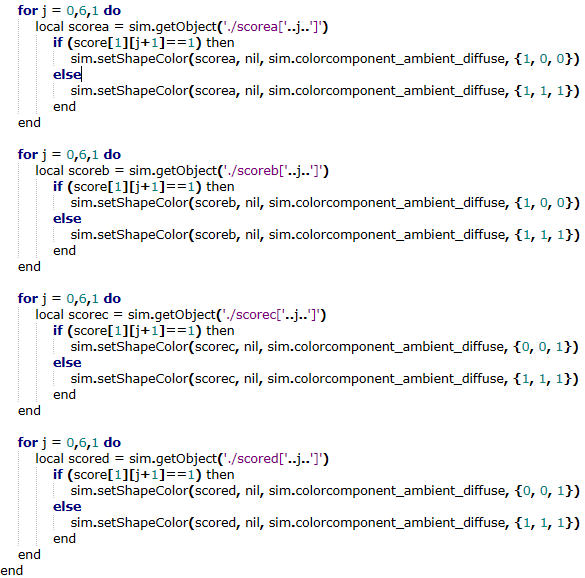 for j = 0,6,1 do
local scorea = sim.getObject('./scorea['..j..']')
if (score[1][j+1]==1) then
sim.setShapeColor(scorea, nil, sim.colorcomponent_ambient_diffuse, {1, 0, 0})
else
sim.setShapeColor(scorea, nil, sim.colorcomponent_ambient_diffuse, {1, 1, 1})
end
end
for j = 0,6,1 do
local scoreb = sim.getObject('./scoreb['..j..']')
if (score[1][j+1]==1) then
sim.setShapeColor(scoreb, nil, sim.colorcomponent_ambient_diffuse, {1, 0, 0})
else
sim.setShapeColor(scoreb, nil, sim.colorcomponent_ambient_diffuse, {1, 1, 1})
end
end
for j = 0,6,1 do
local scorec = sim.getObject('./scorec['..j..']')
if (score[1][j+1]==1) then
sim.setShapeColor(scorec, nil, sim.colorcomponent_ambient_diffuse, {0, 0, 1})
else
sim.setShapeColor(scorec, nil, sim.colorcomponent_ambient_diffuse, {1, 1, 1})
end
end
for j = 0,6,1 do
local scored = sim.getObject('./scored['..j..']')
if (score[1][j+1]==1) then
sim.setShapeColor(scored, nil, sim.colorcomponent_ambient_diffuse, {0, 0, 1})
else
sim.setShapeColor(scored, nil, sim.colorcomponent_ambient_diffuse, {1, 1, 1})
end
end
end